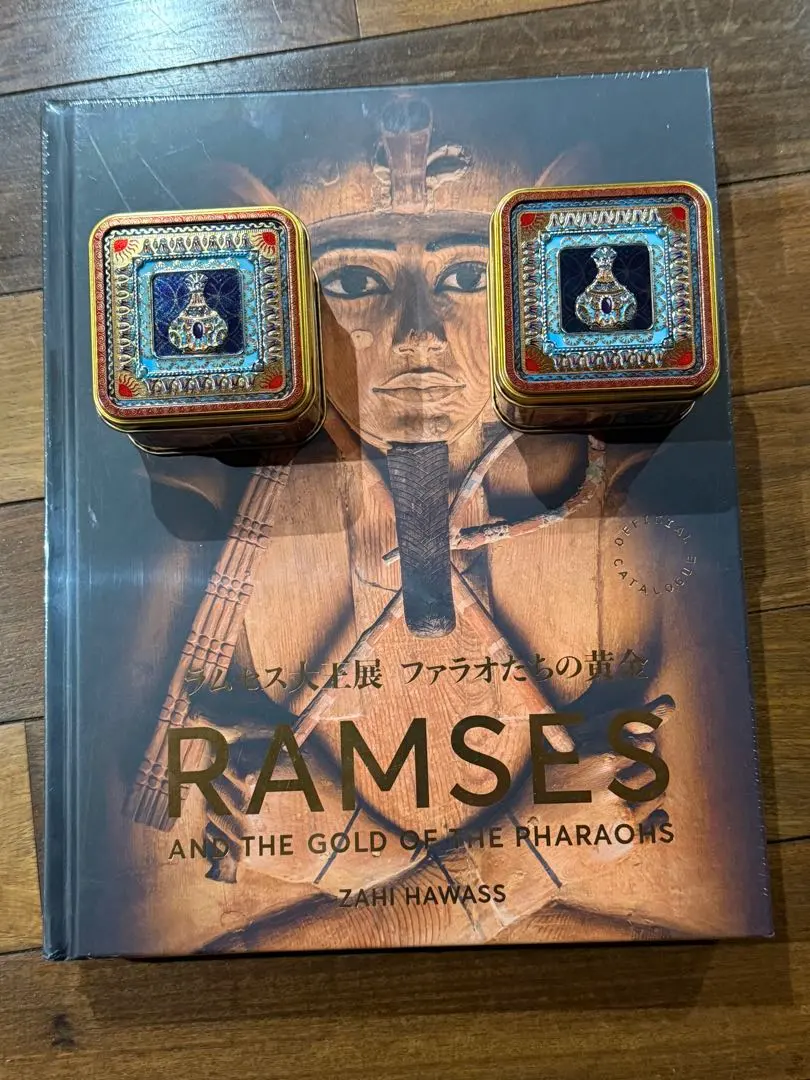 OFFICIAL
CATALOGUE
ラムセス大王展 ファラオたちの黄金
RAMSES
AND THE GOLD OF THE PHARAOHS
ZAHI HAWASS